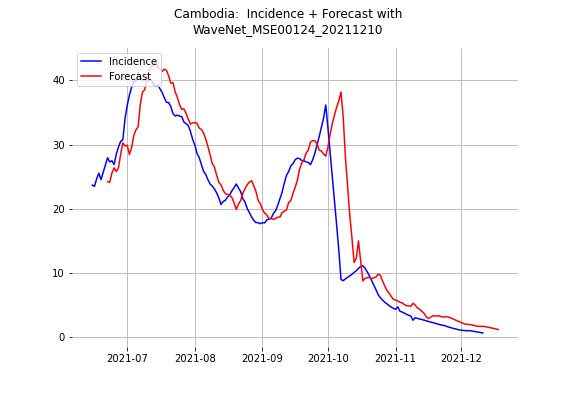 Cambodia:  Incidence + Forecast with
WaveNet_MSE00124_20211210
Incidence
Forecast
40
30
20
10
0
2021-07 2021-08 2021-09 2021-10 2021-11 2021-12